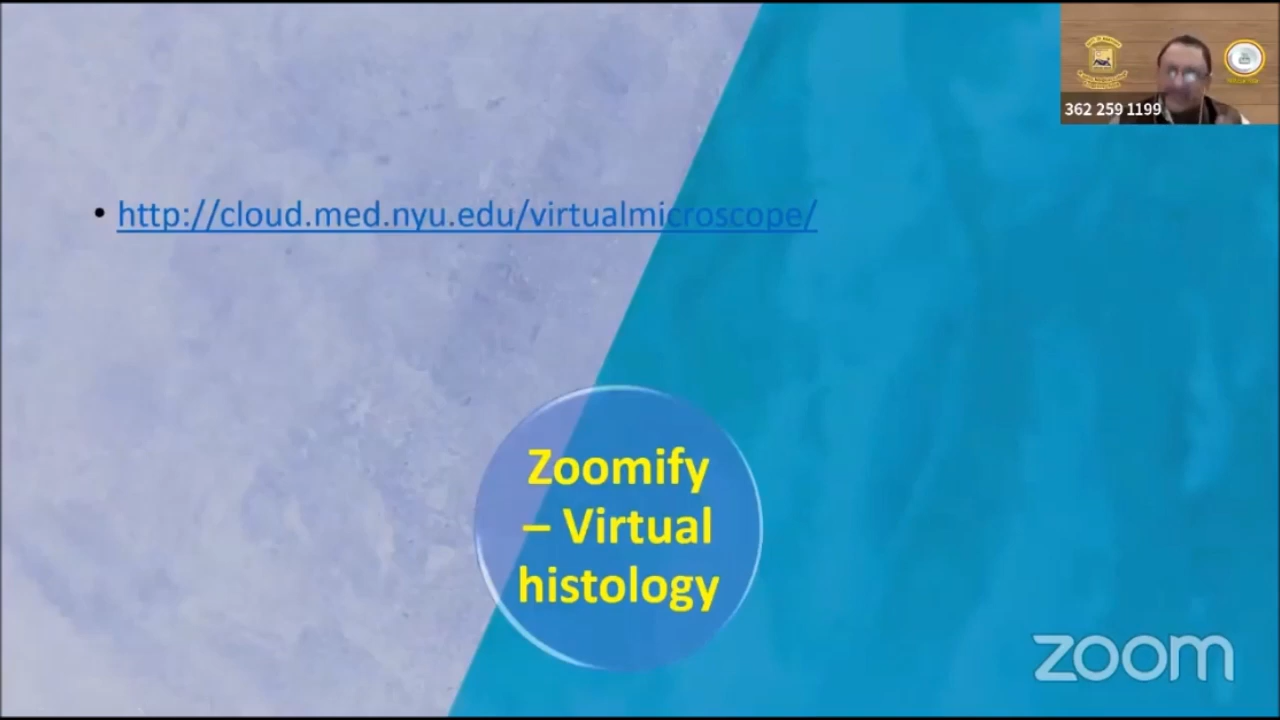 362 259 1199
• http://cloud.med.nyu.edu/virtualmicroscope/
Zoomify
– Virtual
histology
zoom